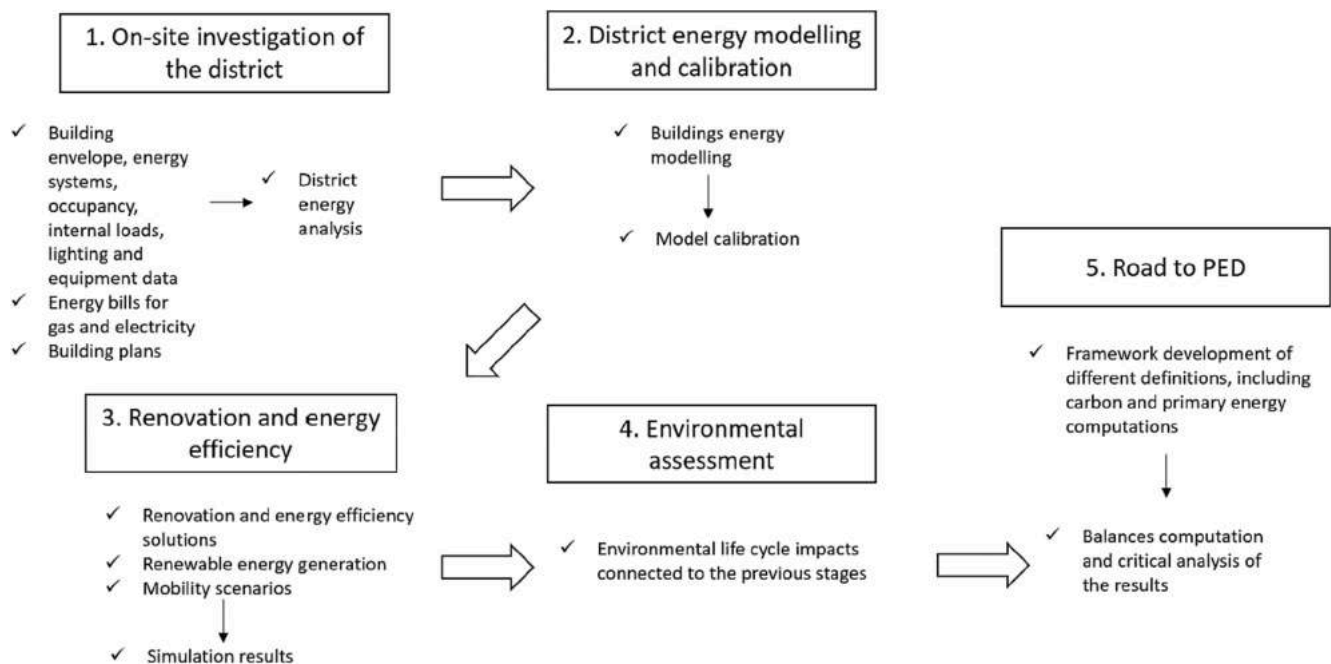 1. On-site investigation of
the district
✓ Building
envelope, energy
systems,
occupancy,
internal loads,
lighting and
equipment data
✓ Energy bills for
gas and electricity
✓ Building plans
✓ District
energy
analysis
2. District energy modelling
and calibration
✓ Buildings energy
modelling
✓ Model calibration
3. Renovation and energy
efficiency
✓ Renovation and energy efficiency
solutions
✓ Renewable energy generation
✓ Mobility scenarios
✓ Simulation results
4. Environmental
assessment
✓ Environmental life cycle impacts
connected to the previous stages
5. Road to PED
✓ Framework development of
different definitions, including
carbon and primary energy
computations
✓ Balances computation
and critical analysis of
the results